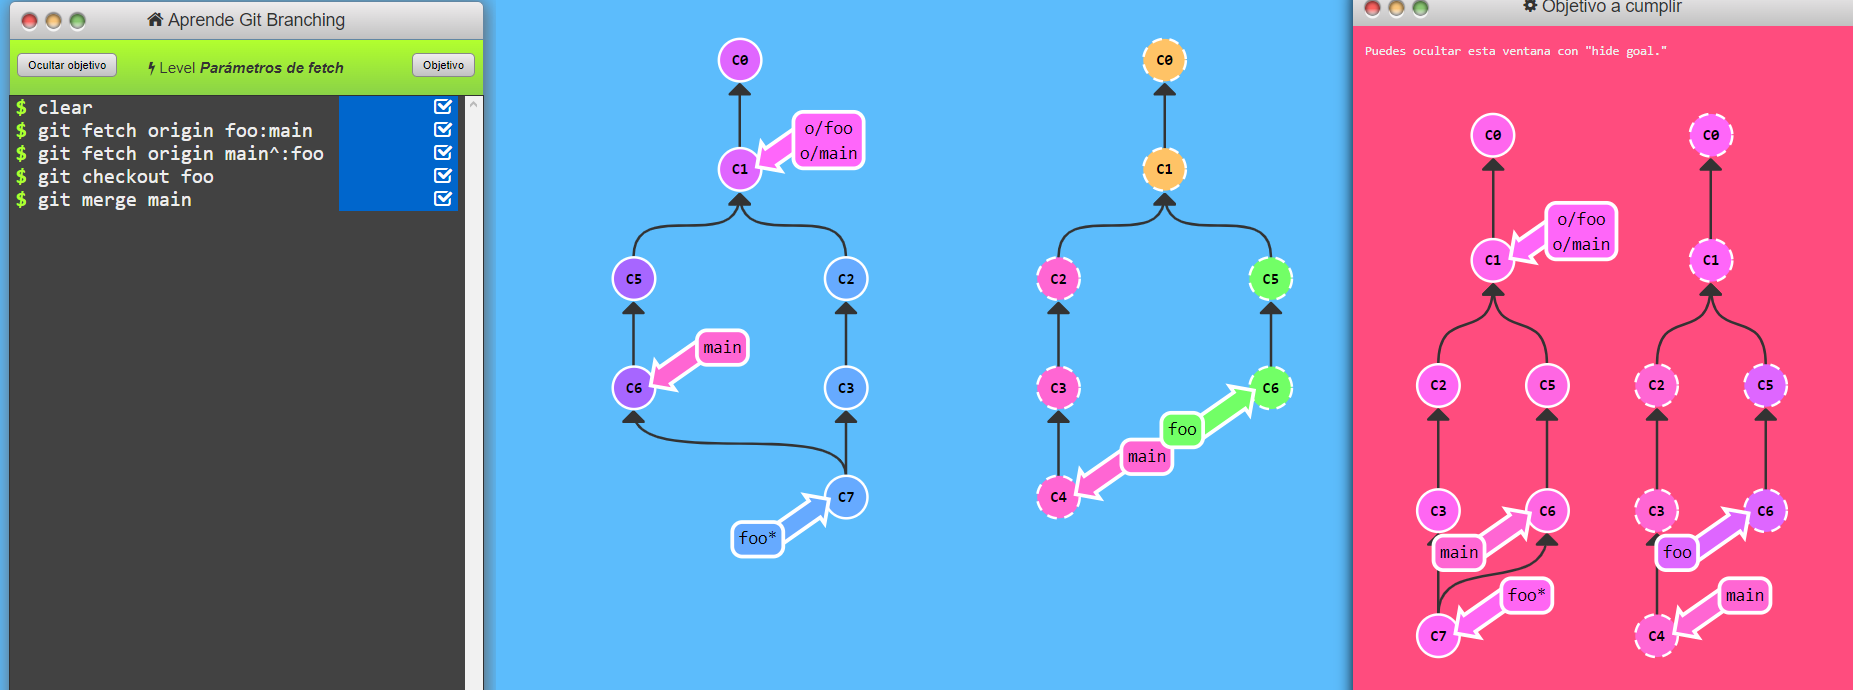 Aprende Git Branching
Ocultar objetivo
Level Parámetros de fetch
Objetivo
$ clear
$ git fetch origin foo:main
$ git fetch origin main^:foo
$ git checkout foo
$ git merge main
C0
o/foo
o/main
C1
C5
C2
main
C6
C3
C7
foo*
C0
C1
C2
C5
C3
C6
foo
main
C4
Objetivo a cumplir
Puedes ocultar esta ventana con "hide goal."
C0
o/foo
o/main
C1
C2
C5
C3
C6
main
foo*
C7
C0
C1
C2
C5
C3
C6
foo
main
C4